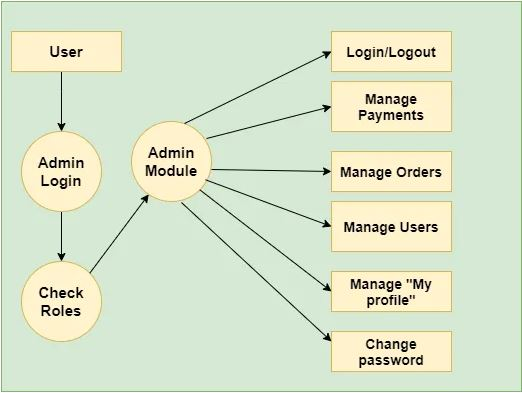 User
Admin
Login
Check
Roles
Admin
Module
Login/Logout
Manage
Payments
Manage Orders
Manage Users
Manage "My
profile"
Change
password